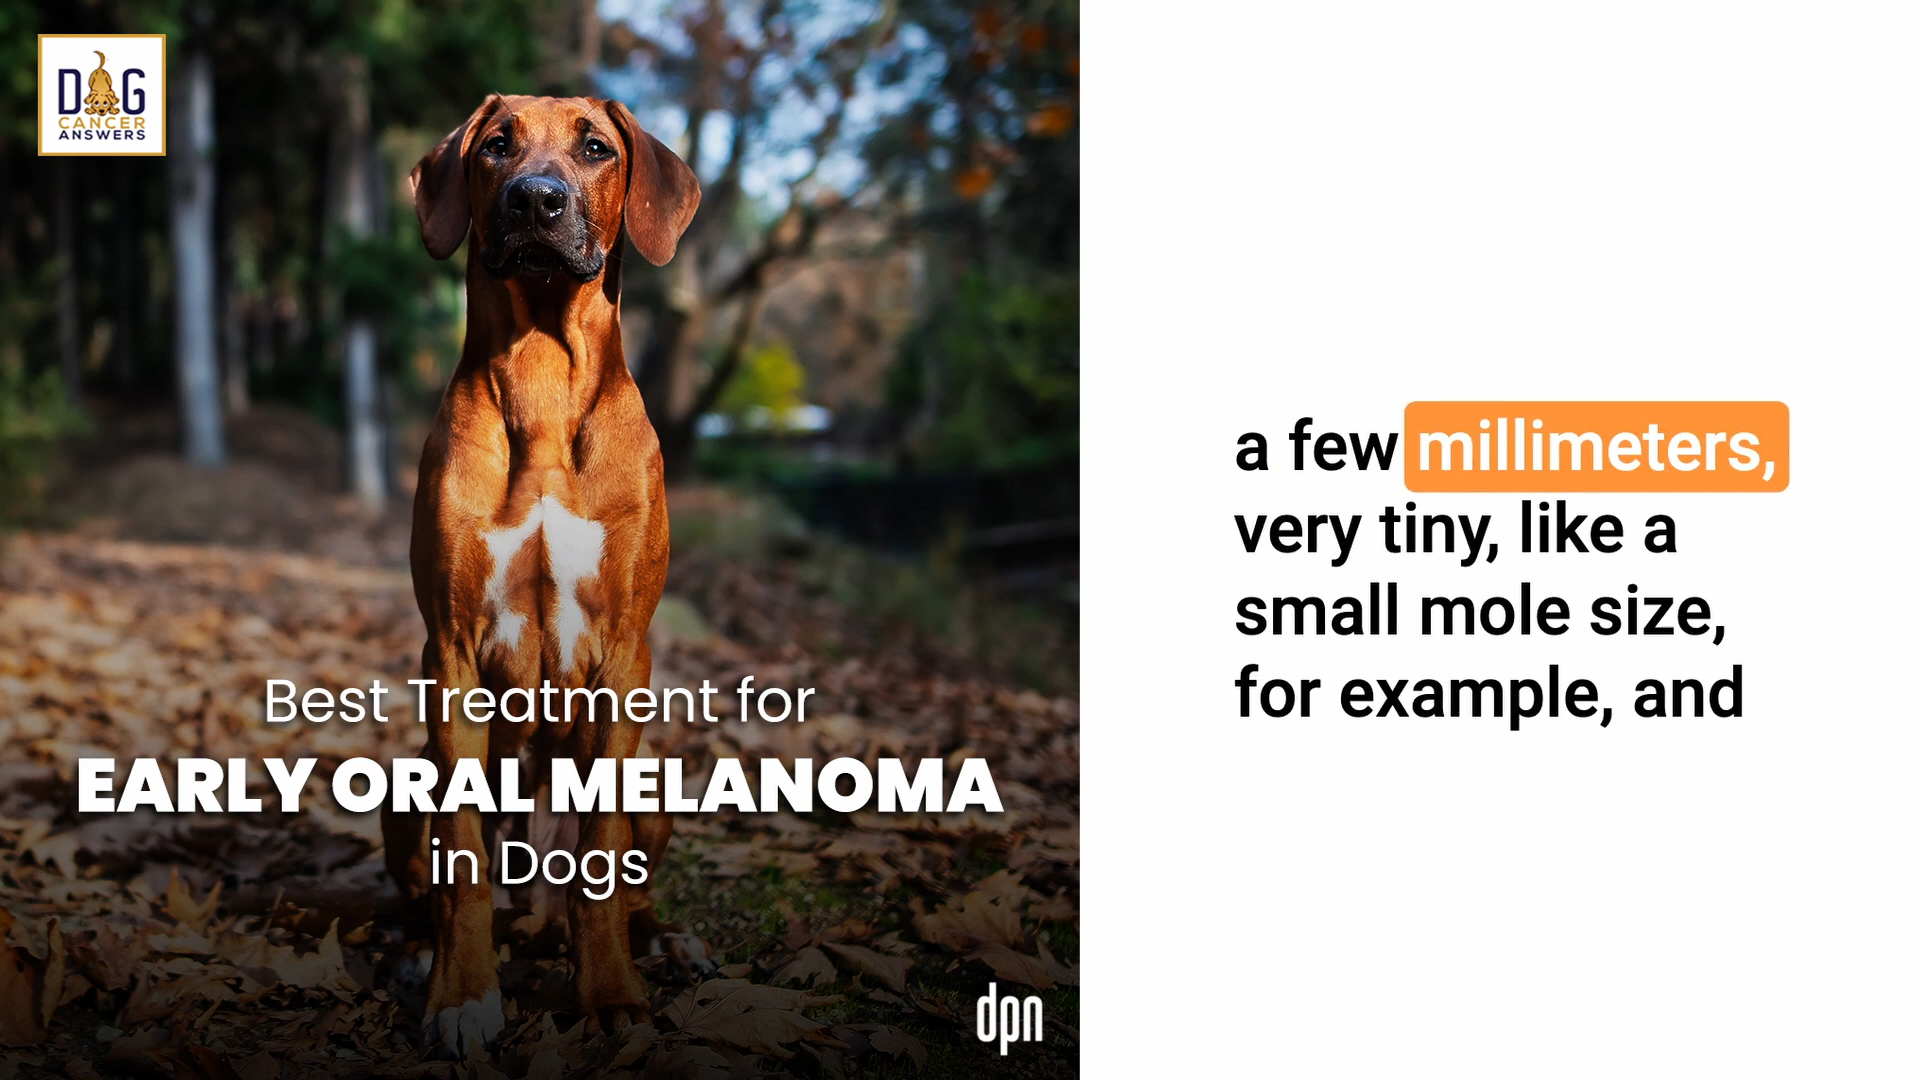 DOG
CANCER
ANSWERS
Best Treatment for
EARLY ORAL MELANOMA
in Dogs
dpn
a few millimeters,
very tiny, like a
small mole size,
for example, and